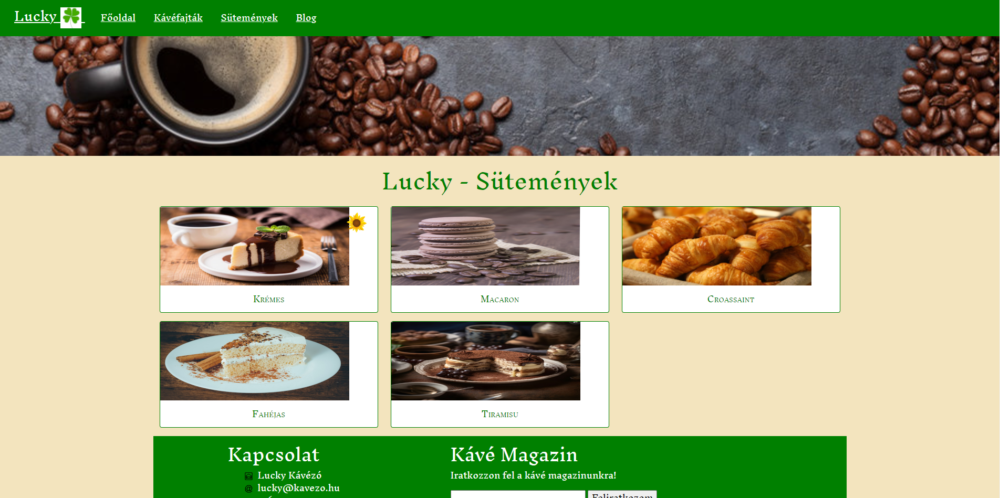 Lucky
Főoldal
Kávéfajták
Sütemények
Blog
Lucky - Sütemények
Krémes
Macaron
Croassaint
Fahéjas
Tiramisu
Kapcsolat
Lucky Kávézó
lucky@kavezo.hu
Kávé Magazin
Iratkozzon fel a kávé magazinunkra!
Feliratkozom